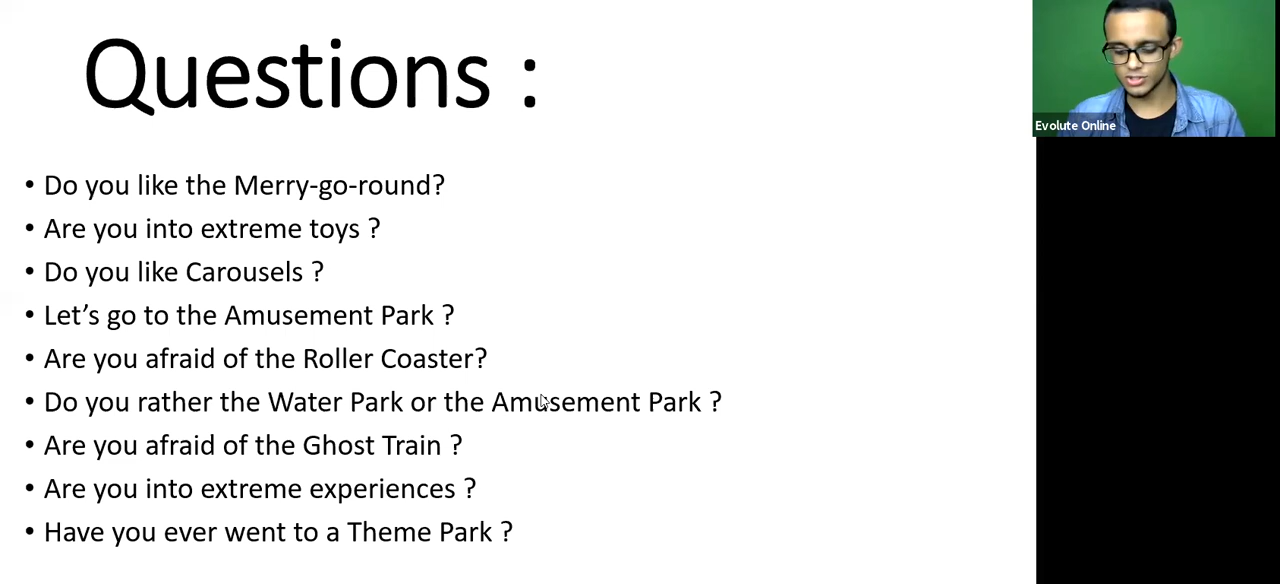 Questions :
• Do you like the Merry-go-round?
• Are you into extreme toys ?
• Do you like Carousels ?
• Let’s go to the Amusement Park ?
• Are you afraid of the Roller Coaster?
• Do you rather the Water Park or the Amusement Park ?
• Are you afraid of the Ghost Train ?
• Are you into extreme experiences ?
• Have you ever went to a Theme Park ?
Evolute Online